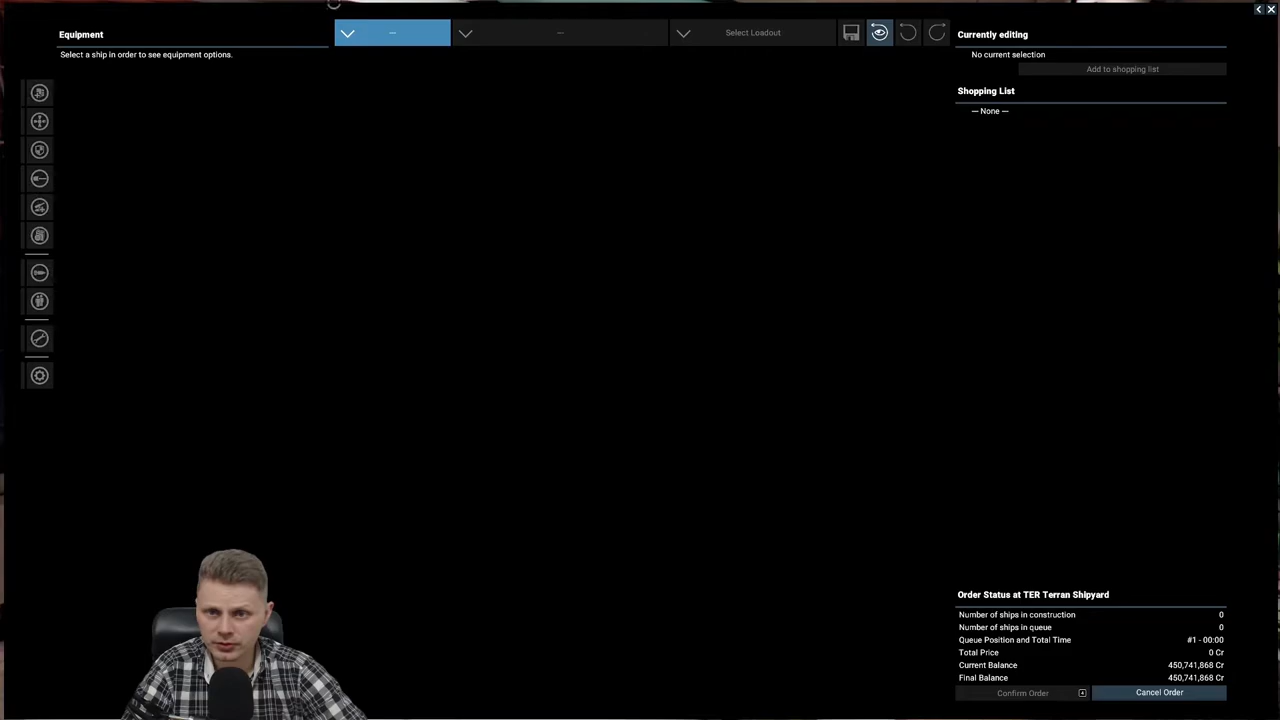 Equipment
Select a ship in order to see equipment options.
---
---
Select Loadout
Currently editing
No current selection
Add to shopping list
Shopping List
— None —
Order Status at TER Terran Shipyard
Number of ships in construction 0
Number of ships in queue 0
Queue Position and Total Time #1 - 00:00
Total Price 0 Cr
Current Balance 450,741,868 Cr
Final Balance 450,741,868 Cr
Confirm Order
Cancel Order